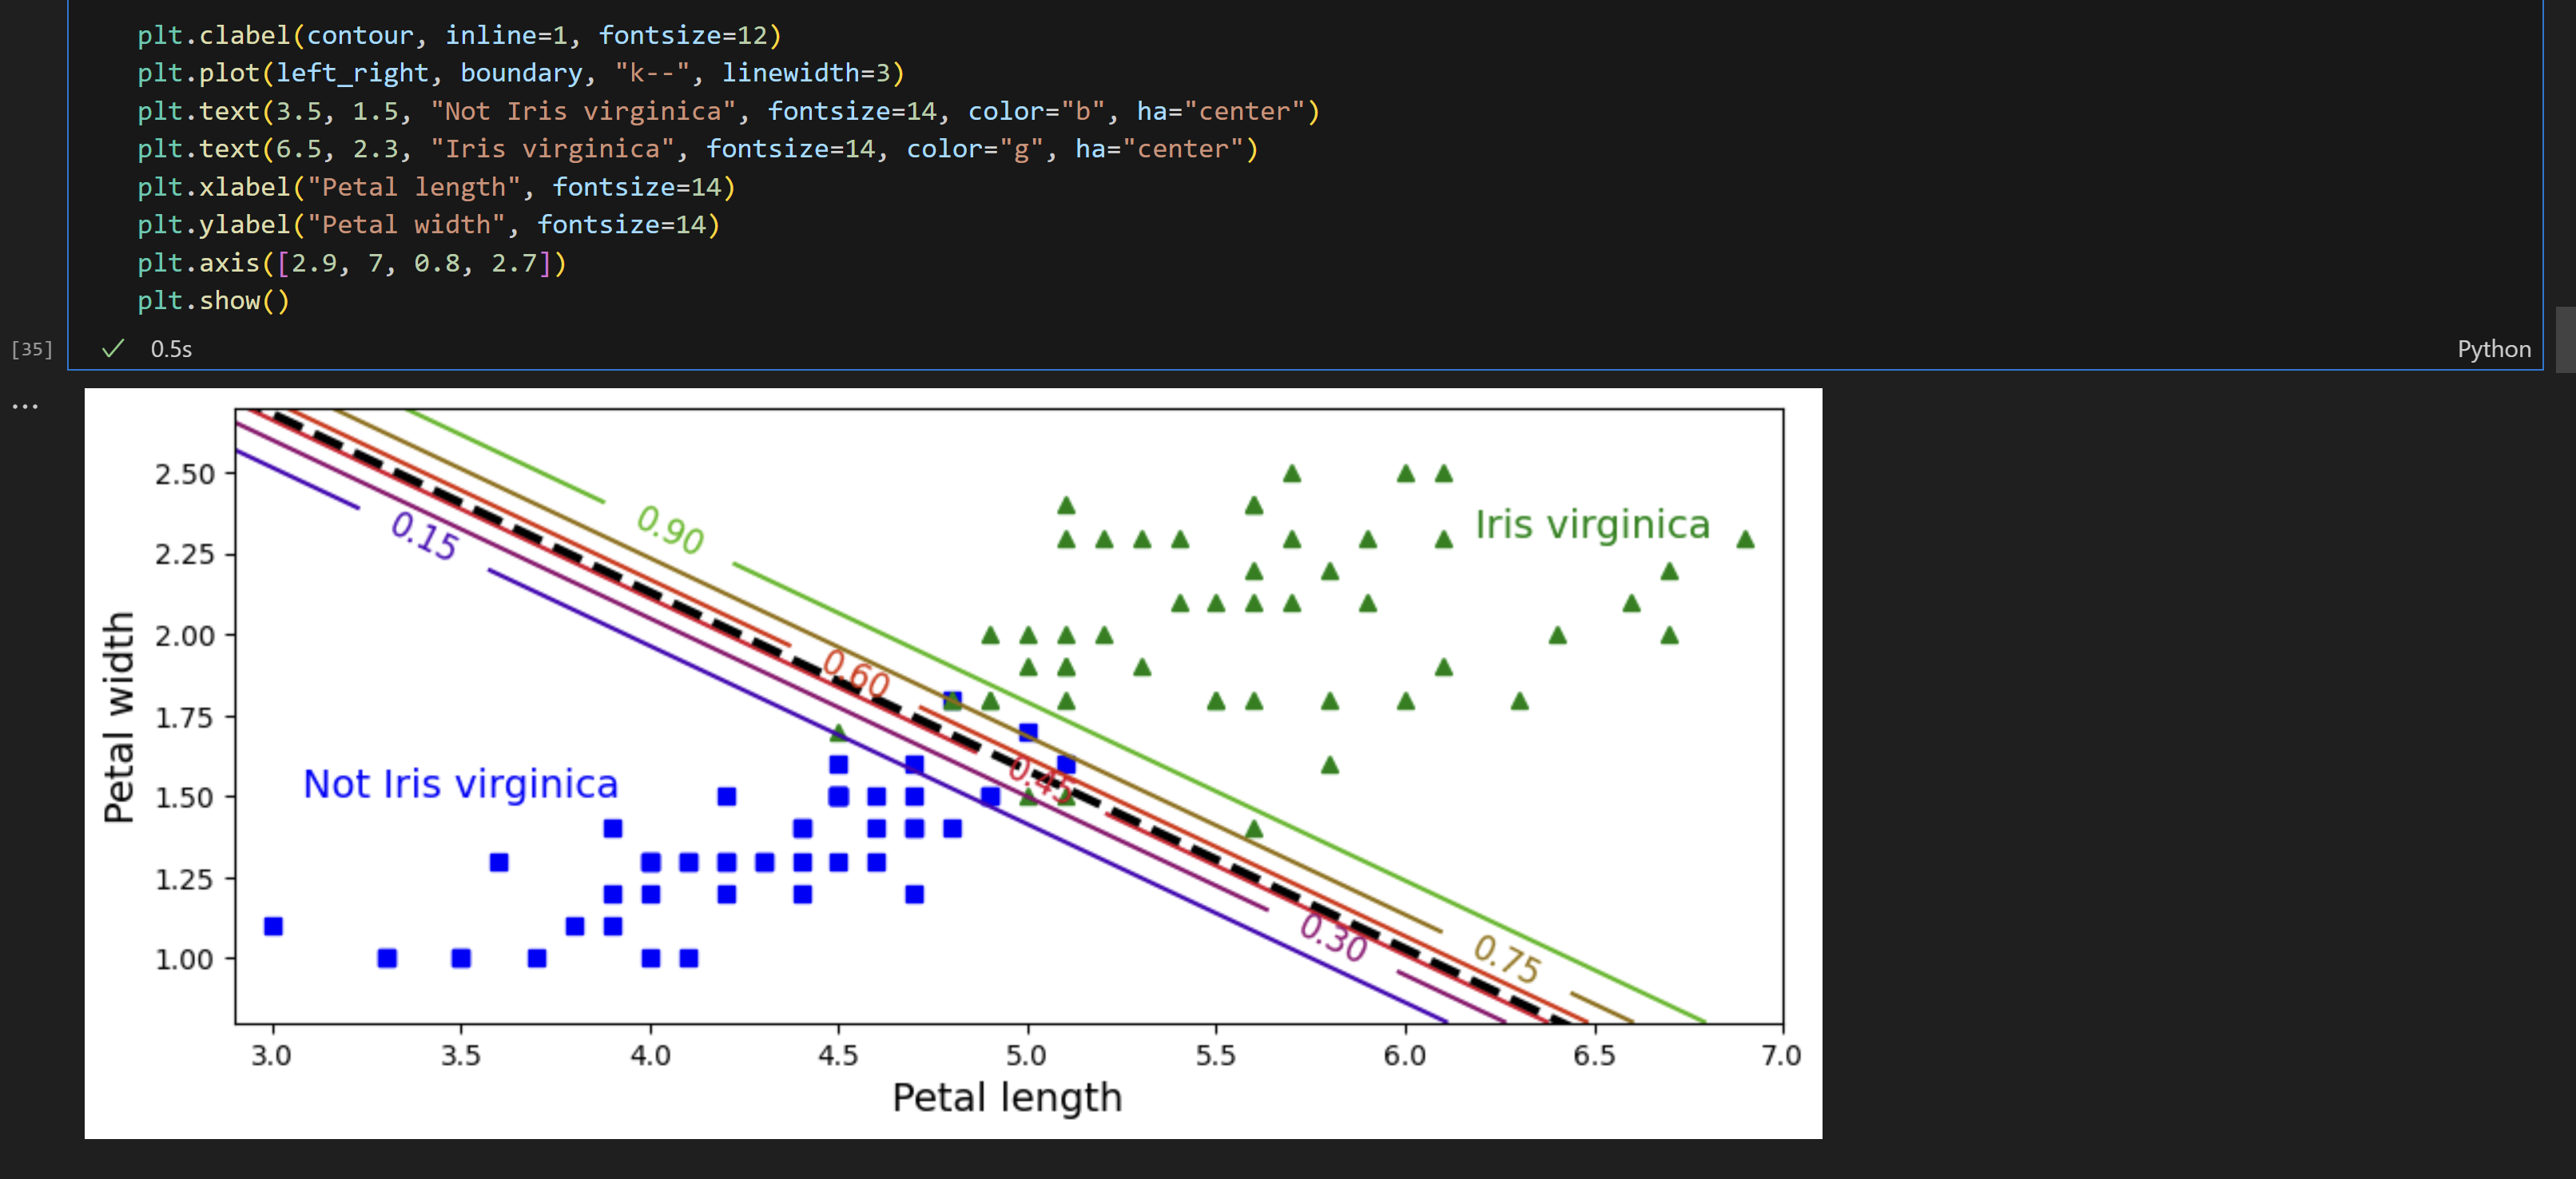 plt.clabel(contour, inline=1, fontsize=12)
plt.plot(left_right, boundary, "k--", linewidth=3)
plt.text(3.5, 1.5, "Not Iris virginica", fontsize=14, color="b", ha="center")
plt.text(6.5, 2.3, "Iris virginica", fontsize=14, color="g", ha="center")
plt.xlabel("Petal length", fontsize=14)
plt.ylabel("Petal width", fontsize=14)
plt.axis([2.9, 7, 0.8, 2.7])
plt.show()
[35] 0.5s Python
...
Petal width
2.50
2.25
2.00
1.75
1.50
1.25
1.00
0.15
0.90
Iris virginica
0.60
Not Iris virginica
0.45
0.30
0.75
3.0 3.5 4.0 4.5 5.0 5.5 6.0 6.5 7.0
Petal length